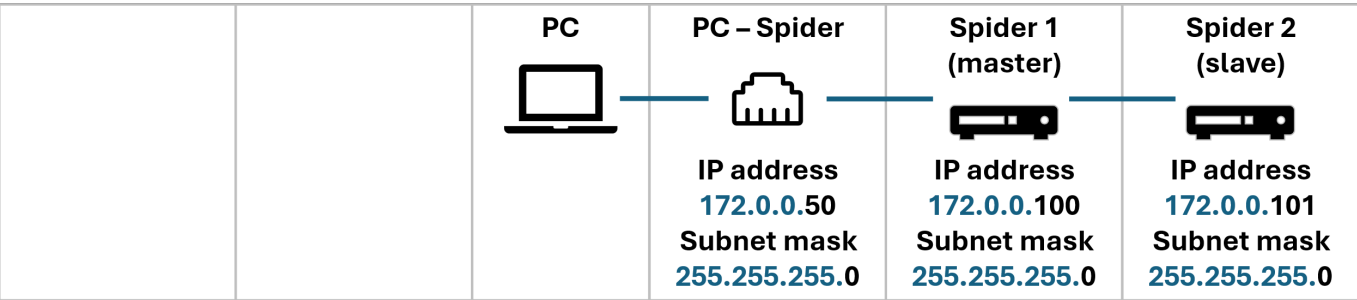 PC
PC – Spider
IP address
172.0.0.50
Subnet mask
255.255.255.0
Spider 1
(master)
IP address
172.0.0.100
Subnet mask
255.255.255.0
Spider 2
(slave)
IP address
172.0.0.101
Subnet mask
255.255.255.0